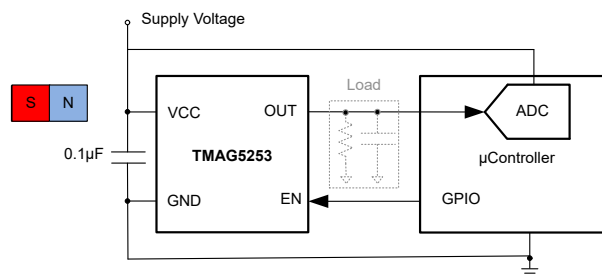 Supply Voltage
S N
VCC
OUT
Load
ADC
0.1µF
TMAG5253
µController
GND
EN
GPIO